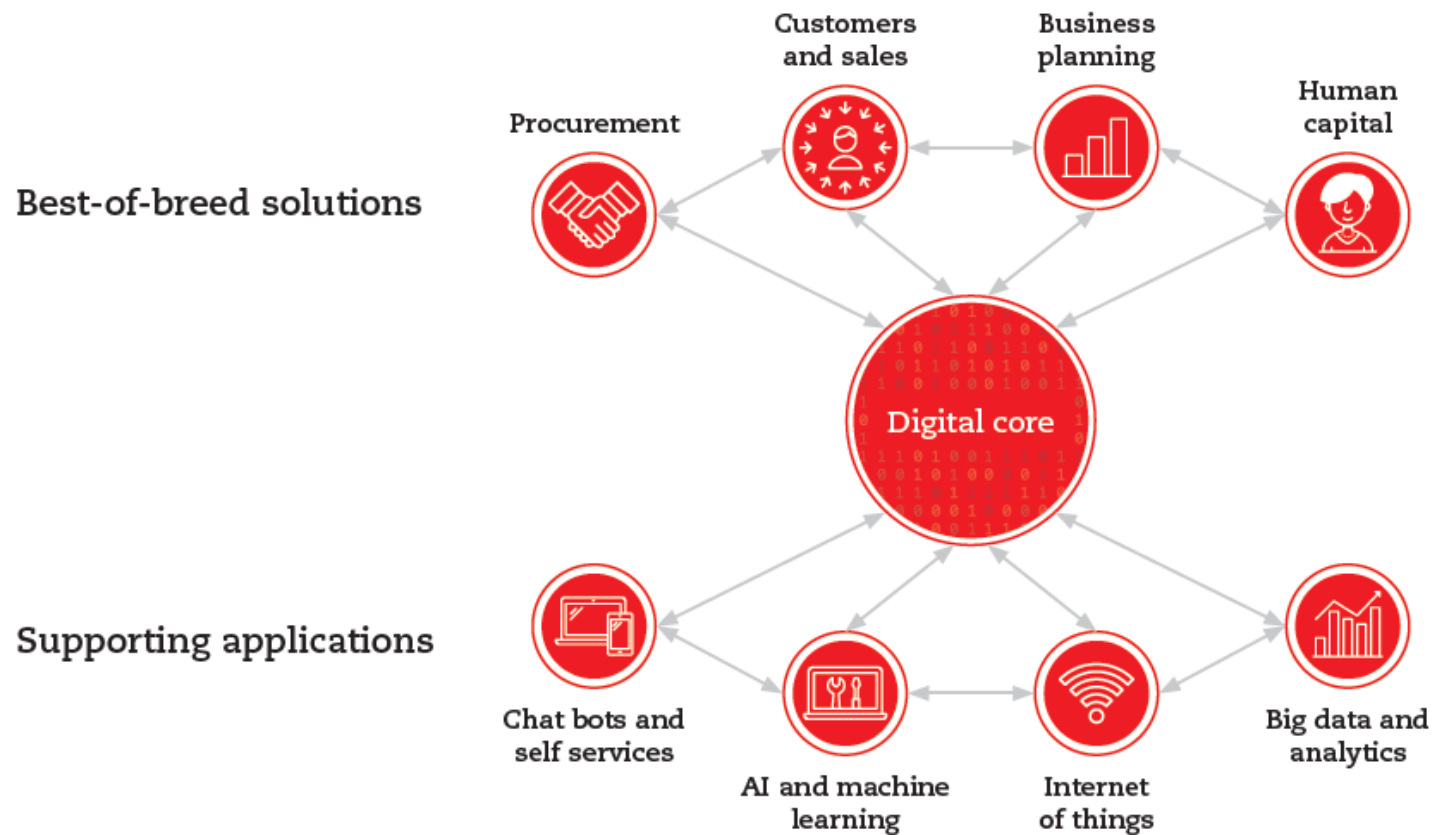 Customers
and sales
Business
planning
Human
capital
Procurement
Best-of-breed solutions
Digital core
Supporting applications
Chat bots and
self services
AI and machine
learning
Internet
of things
Big data and
analytics